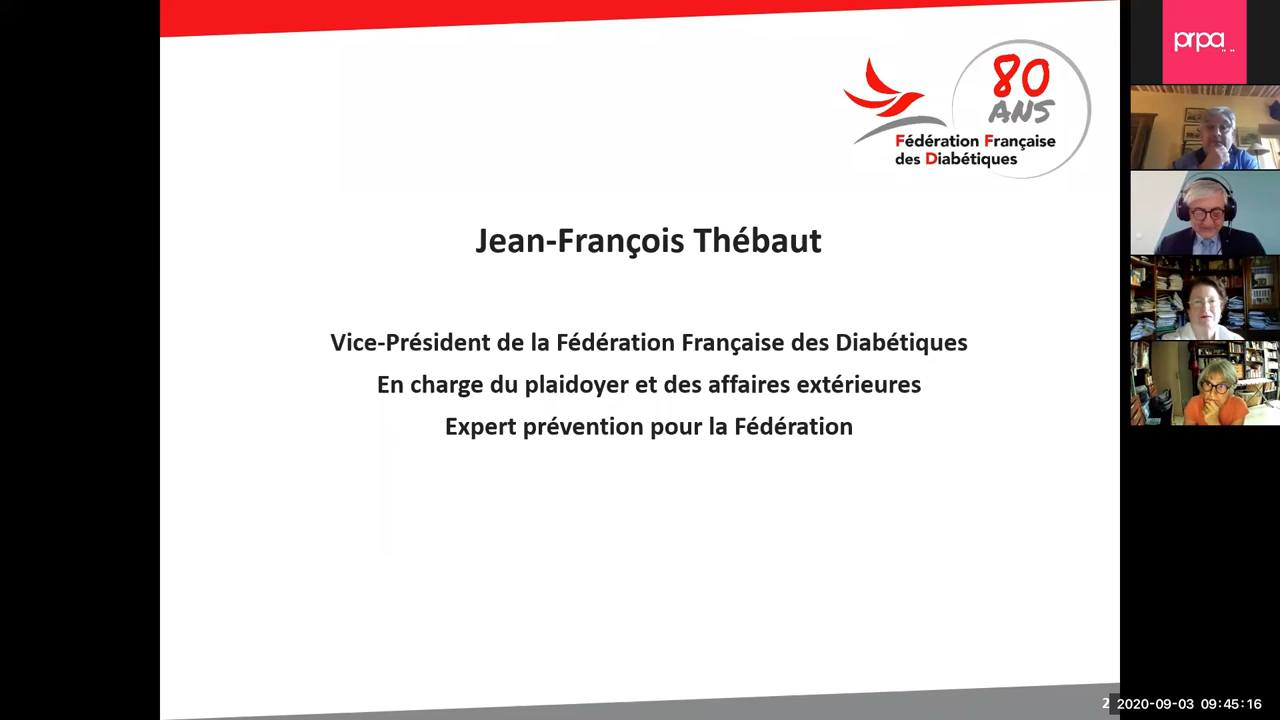 prpa
80
ANS
Fédération Française
des Diabétiques
Jean-François Thébaut
Vice-Président de la Fédération Française des Diabétiques
En charge du plaidoyer et des affaires extérieures
Expert prévention pour la Fédération
2
2020-09-03 09:45:16